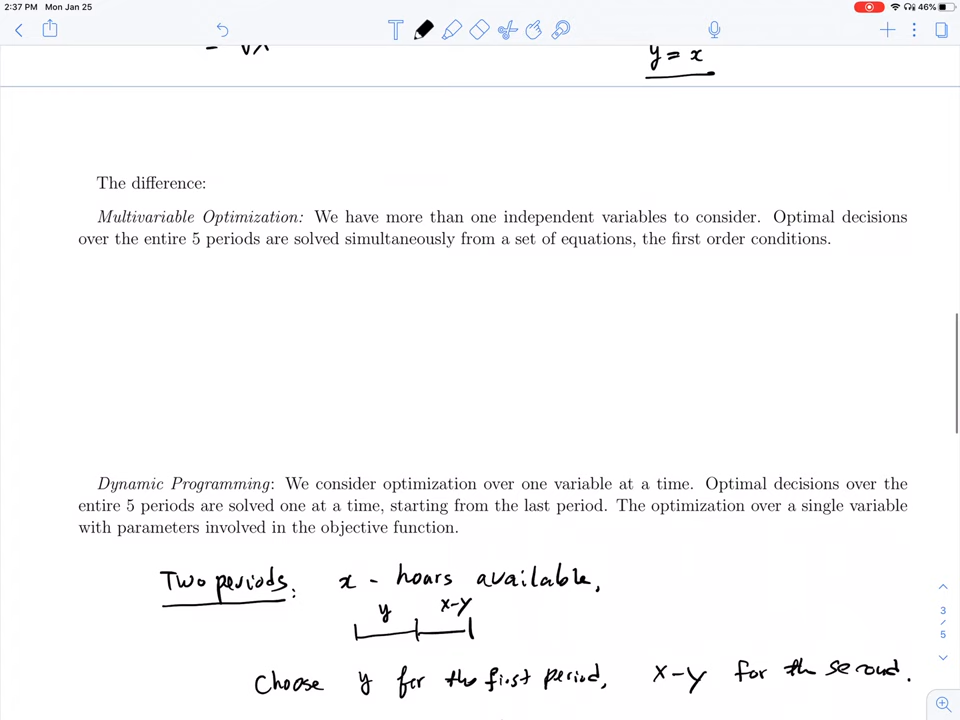 2:37 PM Mon Jan 25
46%
T
= √x
y = x
The difference:
Multivariable Optimization: We have more than one independent variables to consider. Optimal decisions
over the entire 5 periods are solved simultaneously from a set of equations, the first order conditions.
Dynamic Programming: We consider optimization over one variable at a time. Optimal decisions over the
entire 5 periods are solved one at a time, starting from the last period. The optimization over a single variable
with parameters involved in the objective function.
Two periods: x - hours available,
y x-y
Choose y for the first period, x-y for the second.
3
/
5